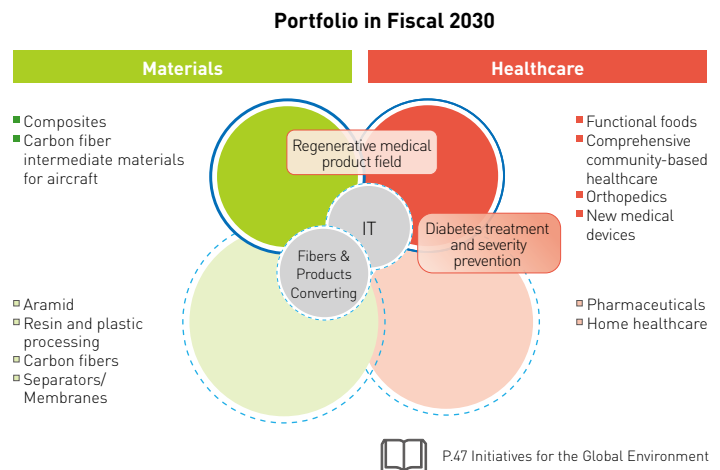 Portfolio in Fiscal 2030
Materials
Healthcare
Composites
Carbon fiber
intermediate materials
for aircraft
Regenerative medical
product field
Functional foods
Comprehensive
community-based
healthcare
Orthopedics
New medical
devices
IT
Diabetes treatment
and severity
prevention
Fibers &
Products
Converting
Aramid
Resin and plastic
processing
Carbon fibers
Separators/
Membranes
Pharmaceuticals
Home healthcare
P.47 Initiatives for the Global Environment